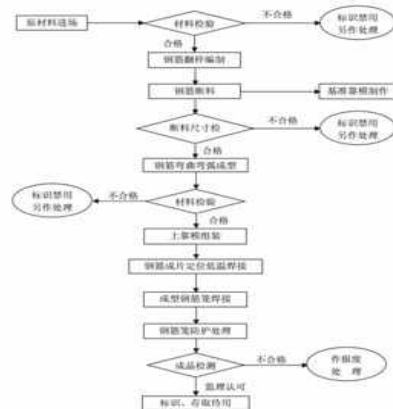 原材料进场
材料检验
不合格
标识禁用
另作处理
合格
钢筋翻样编制
钢筋断料
基准靠模制作
断料尺寸检
不合格
标识禁用
另作处理
合格
钢筋弯曲弯弧成型
标识禁用
另作处理
不合格
材料检验
合格
上靠模组装
钢筋成片定位低温焊接
成型钢筋笼焊接
钢筋笼防护处理
成品检测
不合格
作报废
处 理
监理认可
标识、存取待用